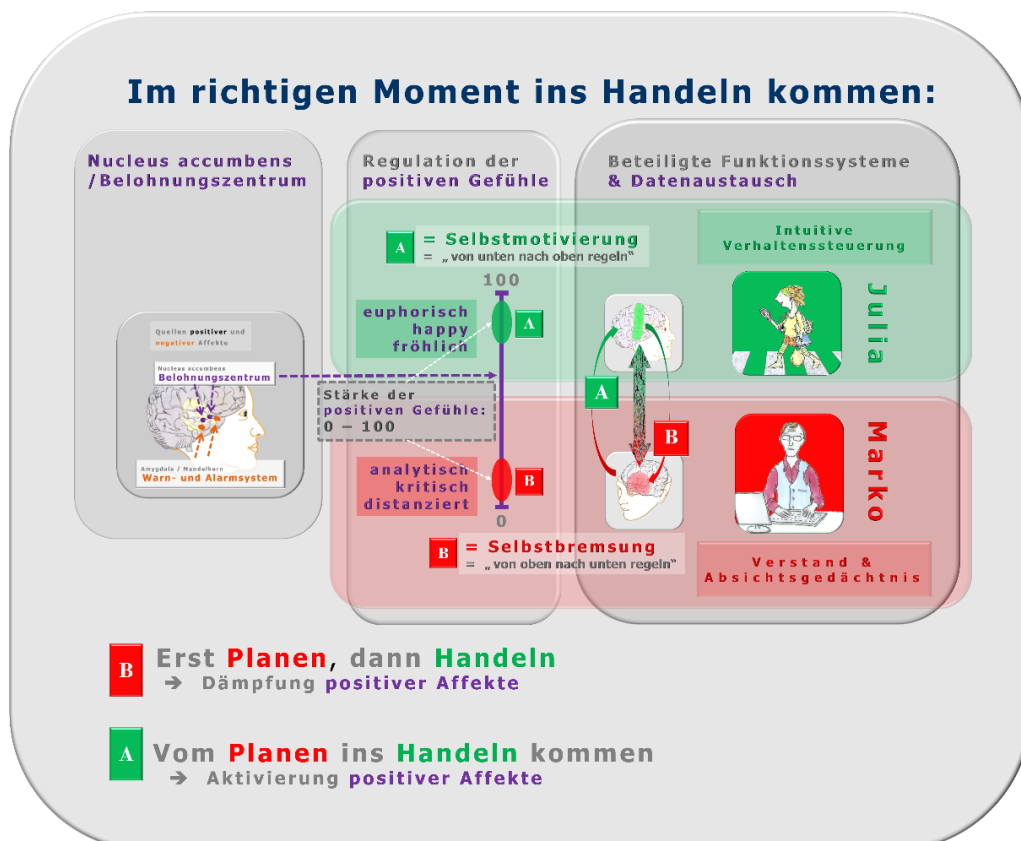 Im richtigen Moment ins Handeln kommen:
Nucleus accumbens
/Belohnungszentrum
Quellen positiver und
negativer Affekte
Nucleus accumbens
Belohnungszentrum
Amygdala / Mandelkern
Warn- und Alarmsystem
Regulation der
positiven Gefühle
A
= Selbstmotivierung
= „von unten nach oben regeln“
100
euphorisch
happy
fröhlich
A
Stärke der
positiven Gefühle:
0 – 100
analytisch
kritisch
distanziert
B
0
B
= Selbstbremsung
= „von oben nach unten regeln“
Beteiligte Funktionssysteme
& Datenaustausch
Intuitive
Verhaltenssteuerung
Julia
A
B
Marko
Verstand &
Absichtsgedächtnis
B Erst Planen, dann Handeln
➔ Dämpfung positiver Affekte
A Vom Planen ins Handeln kommen
➔ Aktivierung positiver Affekte